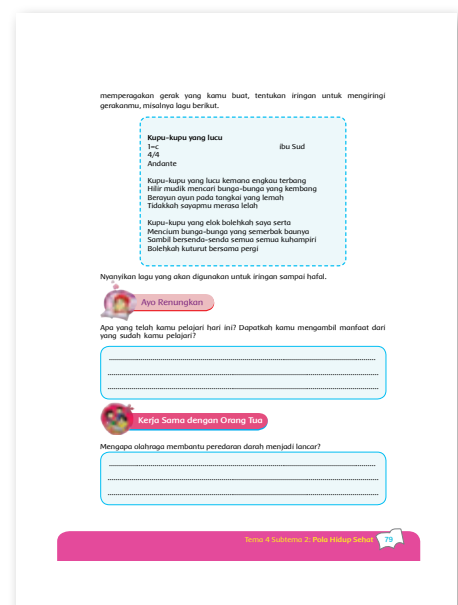 memperagakan gerak yang kamu buat, tentukan iringan untuk mengiringi
gerakanmu, misalnya lagu berikut.
Kupu-kupu yang lucu
1=c ibu Sud
4/4
Andante
Kupu-kupu yang lucu kemana engkau terbang
Hilir mudik mencari bunga-bunga yang kembang
Berayun ayun pada tangkai yang lemah
Tidakkah sayapmu merasa lelah
Kupu-kupu yang elok bolehkah saya serta
Mencium bunga-bunga yang semerbak baunya
Sambil bersenda-senda semua semua kuhampiri
Bolehkah kuturut bersama pergi
Nyanyikan lagu yang akan digunakan untuk iringan sampai hafal.
Ayo Renungkan
Apa yang telah kamu pelajari hari ini? Dapatkah kamu mengambil manfaat dari
yang sudah kamu pelajari?
Kerja Sama dengan Orang Tua
Mengapa olahraga membantu peredaran darah menjadi lancar?
Tema 4 Subtema 2: Pola Hidup Sehat 79